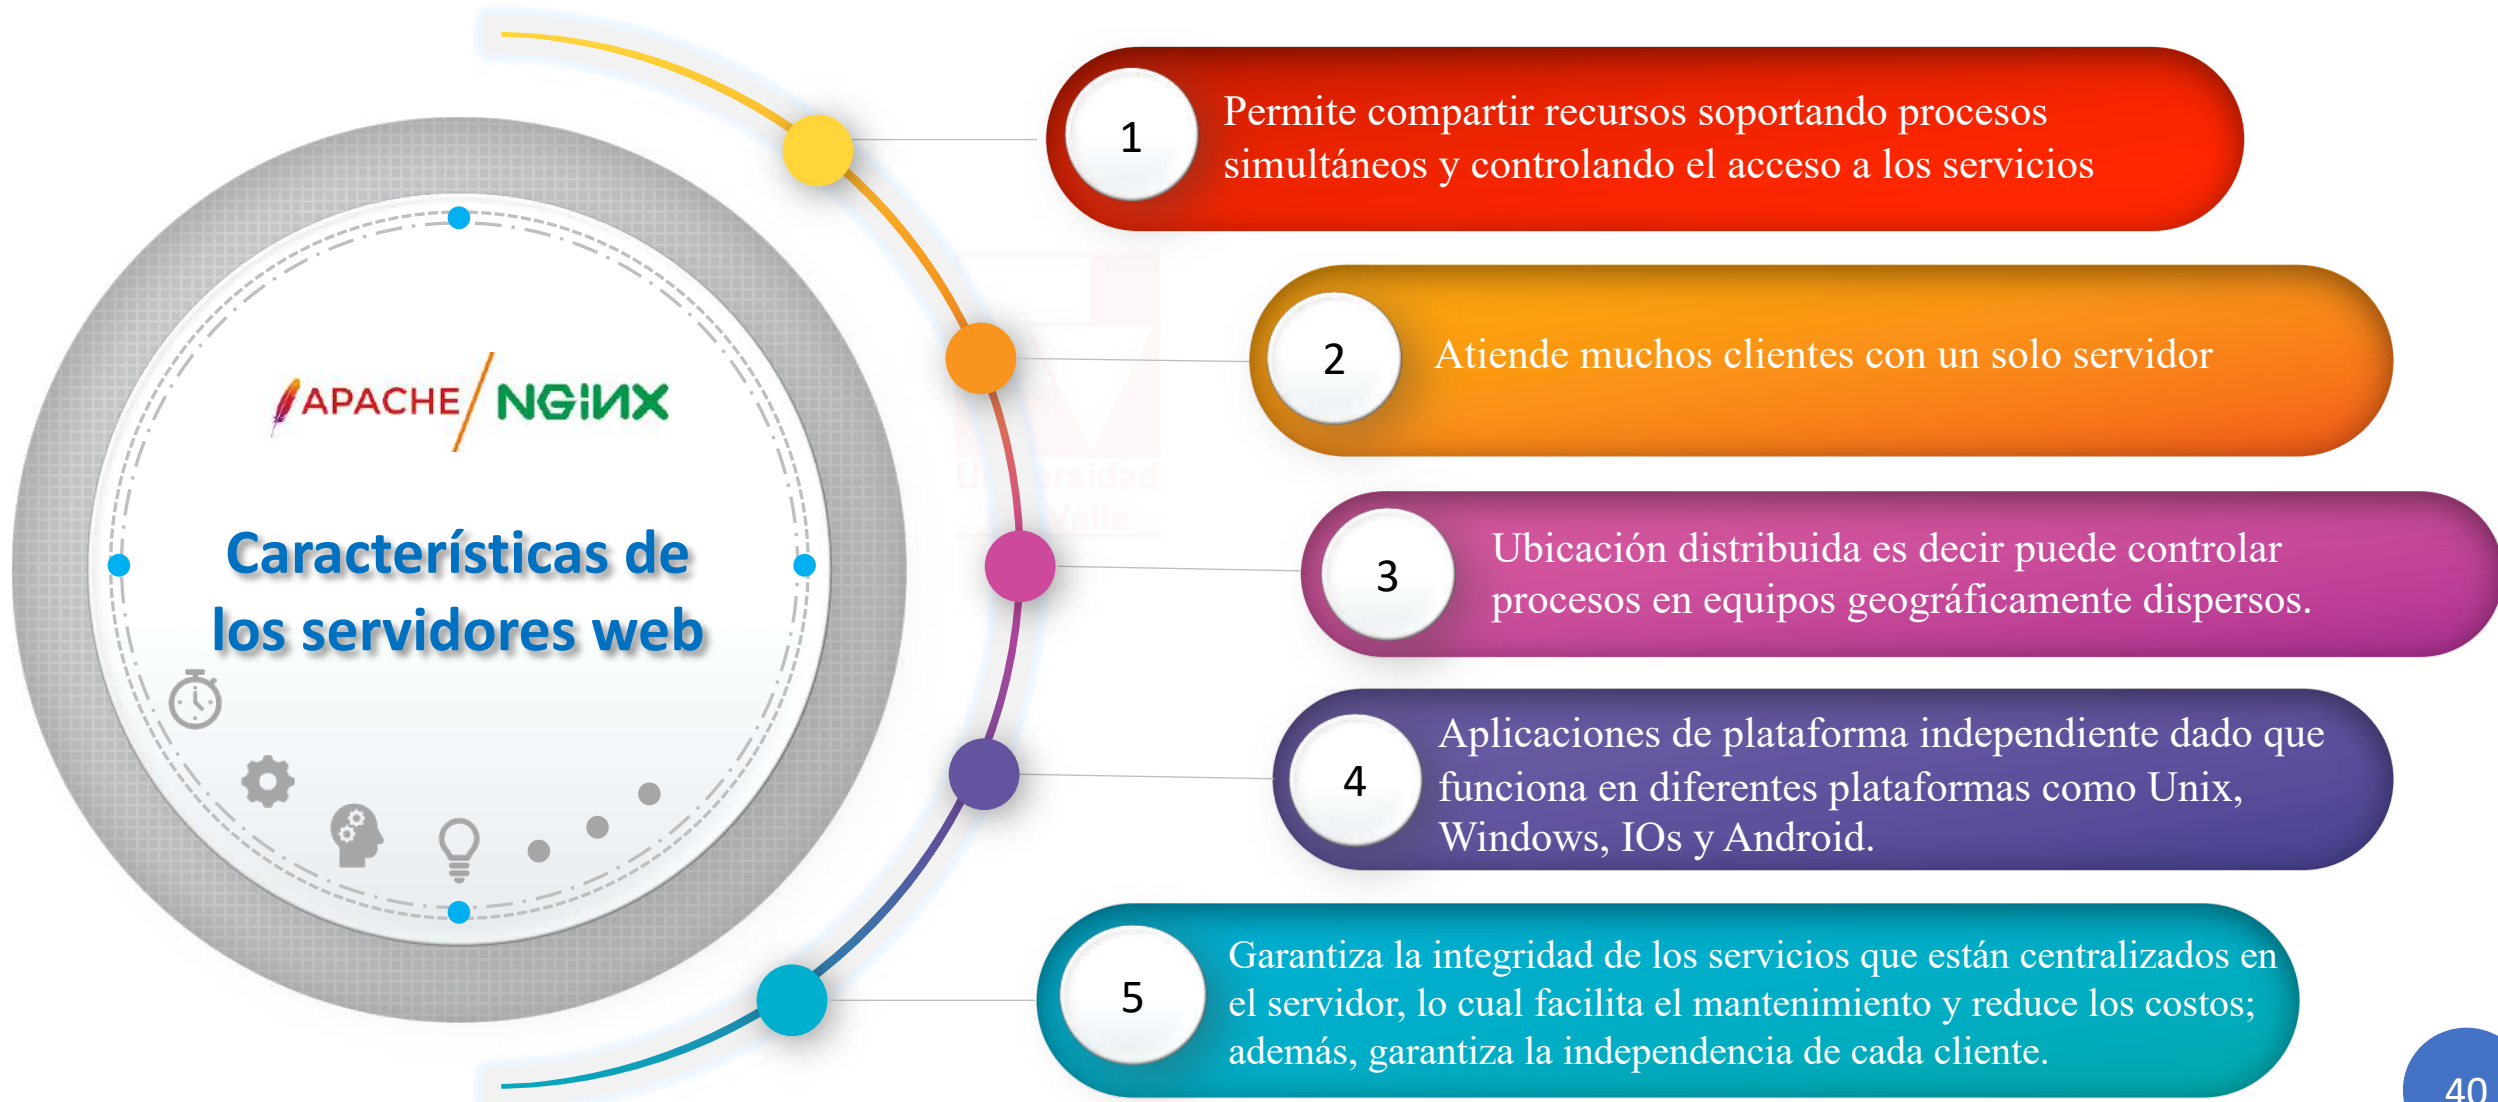 APACHE
NGINX
Características de
los servidores web
1
Permite compartir recursos soportando procesos
simultáneos y controlando el acceso a los servicios
2
Atiende muchos clientes con un solo servidor
3
Ubicación distribuida es decir puede controlar
procesos en equipos geográficamente dispersos.
4
Aplicaciones de plataforma independiente dado que
funciona en diferentes plataformas como Unix,
Windows, IOs y Android.
5
Garantiza la integridad de los servicios que están centralizados en
el servidor, lo cual facilita el mantenimiento y reduce los costos;
además, garantiza la independencia de cada cliente.
Universidad
Valle
40